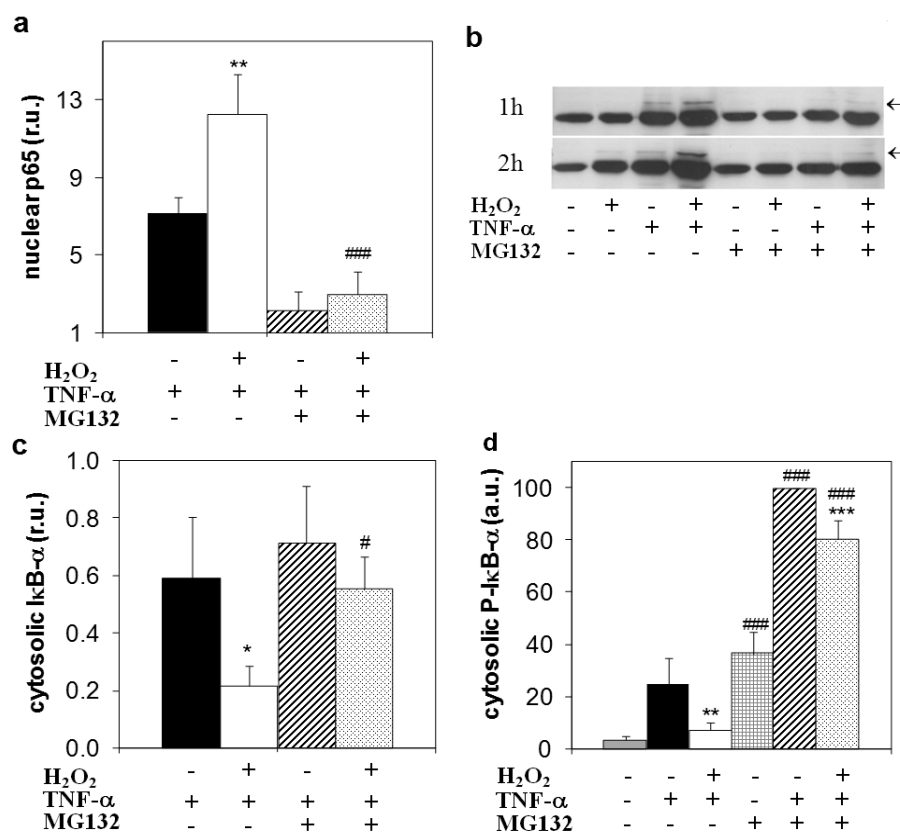 a
nuclear p65 (r.u.)
13
9
5
1
**
###
H₂O₂ - + - +
TNF-α + + + +
MG132 - - + +
b
1h ←
2h ←
H₂O₂ - + - + - + - +
TNF-α - - + + - - + +
MG132 - - - - + + + +
c
cytosolic IκB-α (r.u.)
1.0
0.8
0.6
0.4
0.2
0.0
*
#
H₂O₂ - + - +
TNF-α + + + +
MG132 - - + +
d
cytosolic P-IκB-α (a.u.)
100
80
60
40
20
0
**
###
###
###
***
H₂O₂ - - + - - +
TNF-α - + + - + +
MG132 - - - + + +